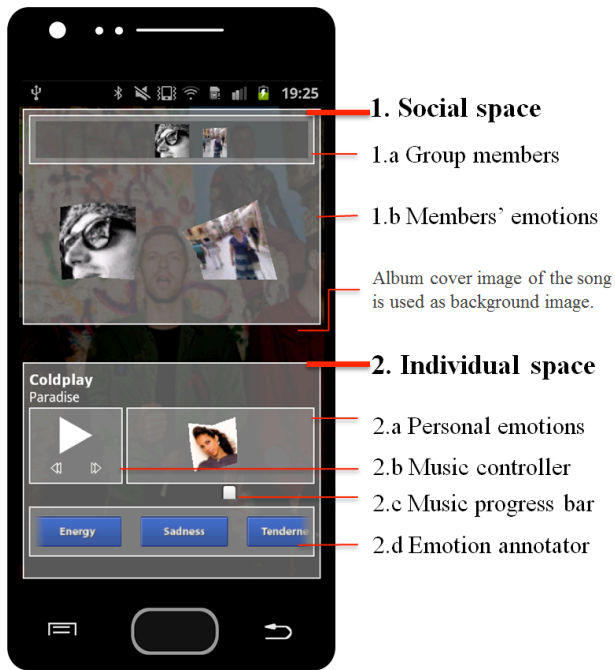 19:25
1. Social space
1.a Group members
1.b Members’ emotions
Album cover image of the song
is used as background image.
2. Individual space
Coldplay
Paradise
2.a Personal emotions
2.b Music controller
2.c Music progress bar
Energy
Sadness
Tenderne
2.d Emotion annotator